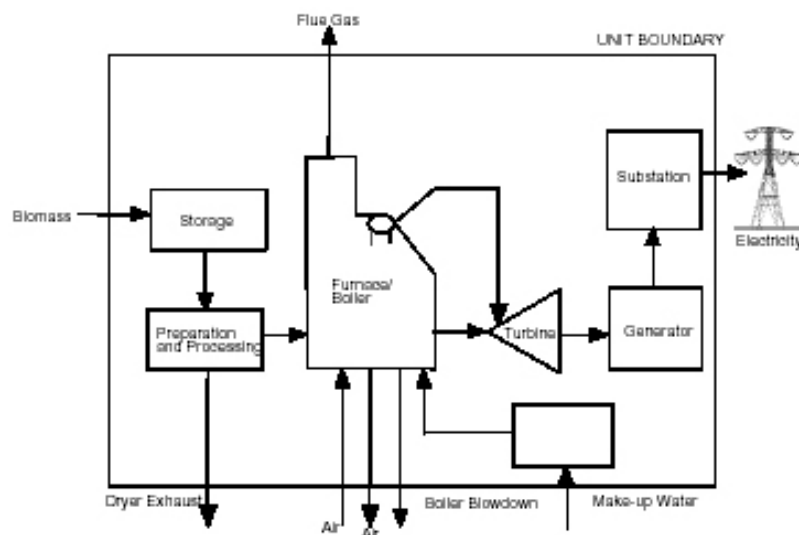 Flue Gas
UNIT BOUNDARY
Substation
Biomass
Storage
Electricity
Furnace/
Boiler
Preparation
and Processing
Turbine
Generator
Dryer Exhaust
Boiler Blowdown
Make-up Water
Air
Air